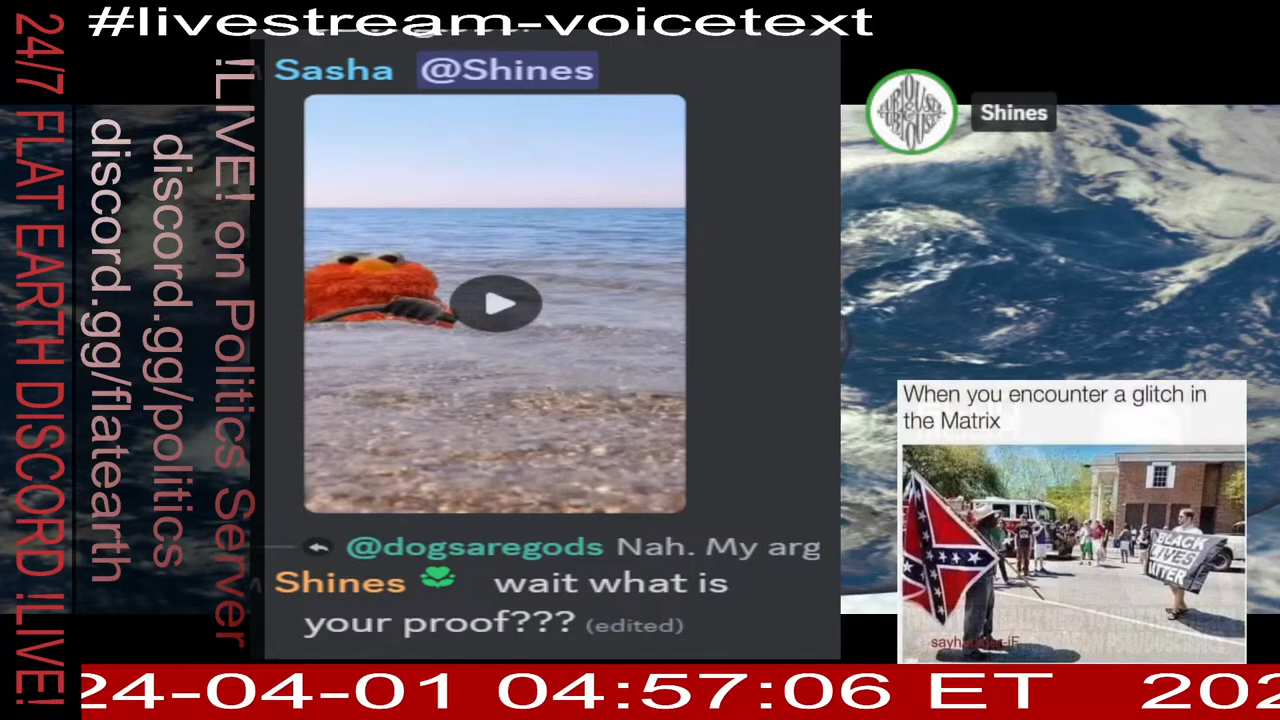 #livestream-voicetext
24/7 FLAT EARTH DISCORD !LIVE!
discord.gg/flatearth
discord.gg/politics
!LIVE! on Politics Server
Sasha @Shines
@dogsaregods Nah. My arg
Shines wait what is
your proof??? (edited)
Shines
When you encounter a glitch in
the Matrix
BLACK
LIVES
MATTER
24-04-01 04:57:06 ET 202